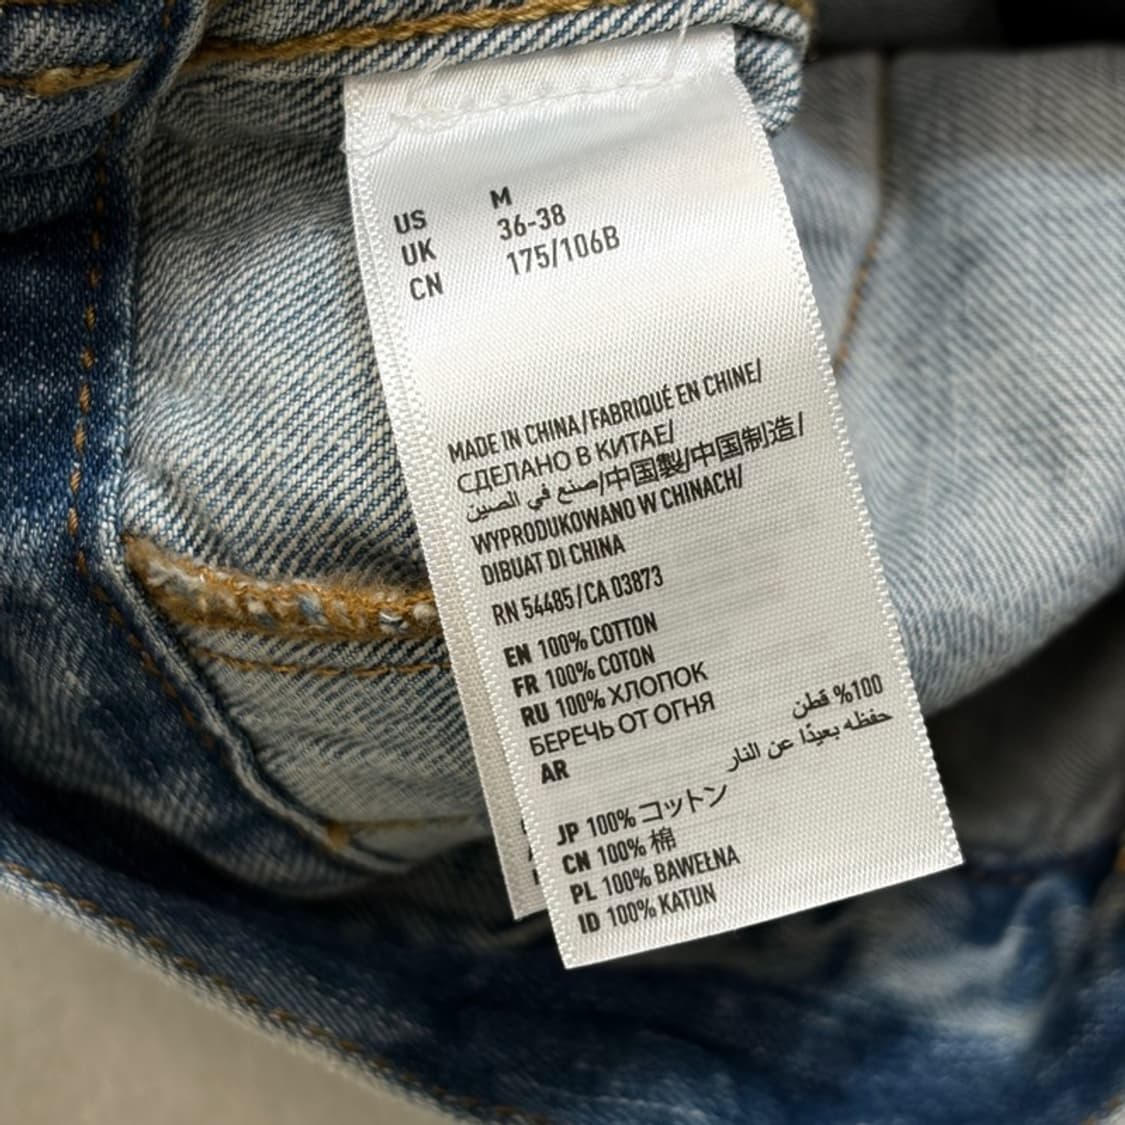 US M
UK 36-38
CN 175/106B
MADE IN CHINA/FABRIQUÉ EN CHINE/
СДЕЛАНО В КИТАЕ/
صنع في الصين/中国製/中国制造/
WYPRODUKOWANO W CHINACH/
DIBUAT DI CHINA
RN 54485/CA 03873
EN 100% COTTON
FR 100% COTON
RU 100% ХЛОПОК
БЕРЕЧЬ ОТ ОГНЯ
AR 100% قطن
حفظه بعيدًا عن النار
JP 100% コットン
CN 100% 棉
PL 100% BAWEŁNA
ID 100% KATUN